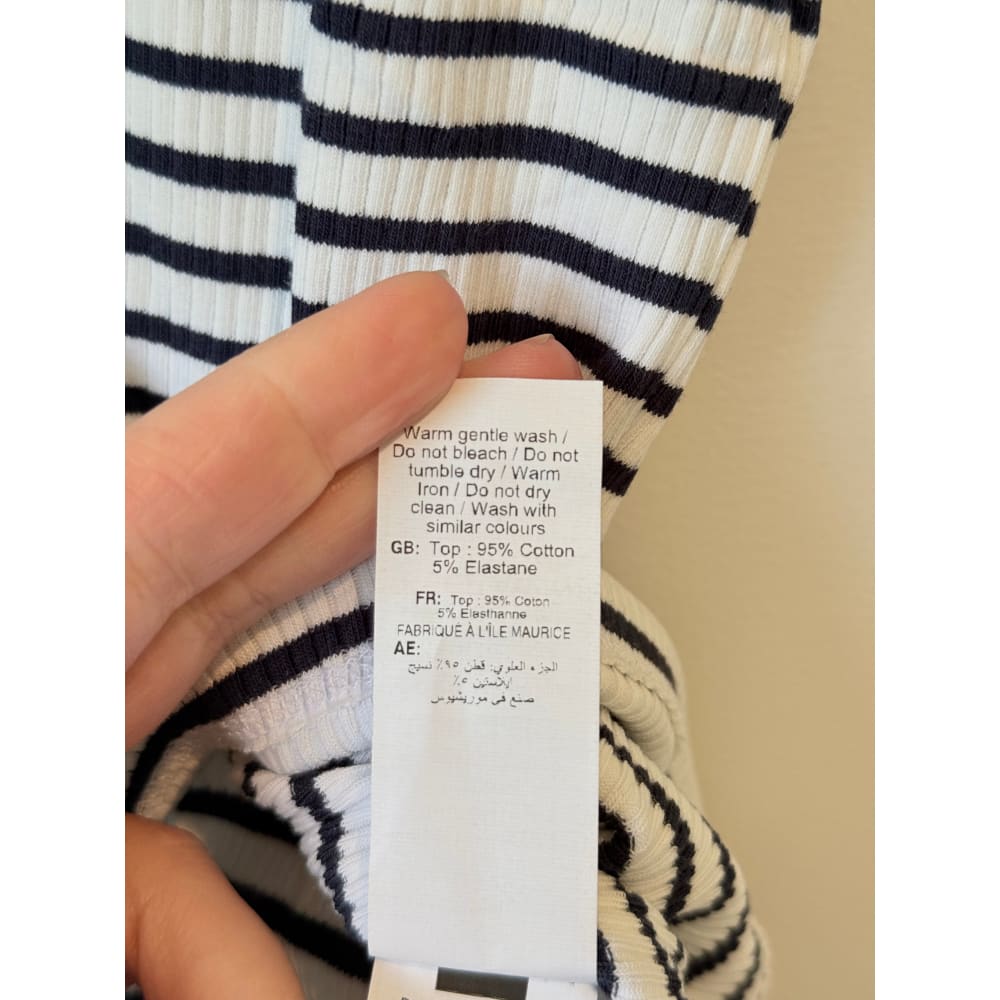 Warm gentle wash /
Do not bleach / Do not
tumble dry / Warm
Iron / Do not dry
clean / Wash with
similar colours
GB: Top : 95% Cotton
5% Elastane
FR: Top : 95% Coton
5% Elasthanne
FABRIQUÉ À L'ÎLE MAURICE
AE:
الجزء العلوي: قطن ٩٥٪ نسيج
إيلاستين ٥٪
صنع في موريشيوس